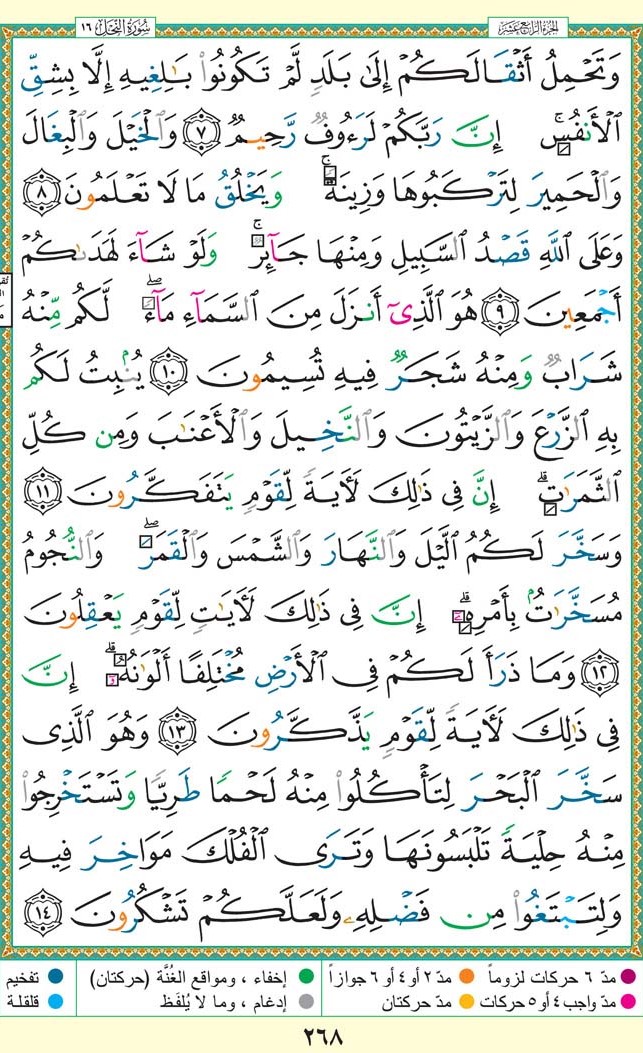 الجزء الرابع عشر
سورة النحل ١٦
وَتَحْمِلُ أَثْقَالَكُمْ إِلَىٰ بَلَدٍ لَّمْ تَكُونُوا۟ بَـٰلِغِيهِ إِلَّا بِشِقِّ
ٱلْأَنفُسِ ۚ إِنَّ رَبَّكُمْ لَرَءُوفٌ رَّحِيمٌ ٧ وَٱلْخَيْلَ وَٱلْبِغَالَ
وَٱلْحَمِيرَ لِتَرْكَبُوهَا وَزِينَةً ۚ وَيَخْلُقُ مَا لَا تَعْلَمُونَ ٨
وَعَلَى ٱللَّهِ قَصْدُ ٱلسَّبِيلِ وَمِنْهَا جَآئِرٌ ۚ وَلَوْ شَآءَ لَهَدَىٰكُمْ
أَجْمَعِينَ ٩ هُوَ ٱلَّذِىٓ أَنزَلَ مِنَ ٱلسَّمَآءِ مَآءً ۖ لَّكُم مِّنْهُ
شَرَابٌ وَمِنْهُ شَجَرٌ فِيهِ تُسِيمُونَ ١٠ يُنۢبِتُ لَكُم
بِهِ ٱلزَّرْعَ وَٱلزَّيْتُونَ وَٱلنَّخِيلَ وَٱلْأَعْنَـٰبَ وَمِن كُلِّ
ٱلثَّمَرَٰتِ ۗ إِنَّ فِى ذَٰلِكَ لَـَٔايَةً لِّقَوْمٍ يَتَفَكَّرُونَ ١١
وَسَخَّرَ لَكُمُ ٱلَّيْلَ وَٱلنَّهَارَ وَٱلشَّمْسَ وَٱلْقَمَرَ ۖ وَٱلنُّجُومُ
مُسَخَّرَٰتٌۢ بِأَمْرِهِۦٓ ۗ إِنَّ فِى ذَٰلِكَ لَـَٔايَـٰتٍ لِّقَوْمٍ يَعْقِلُونَ
١٢ وَمَا ذَرَأَ لَكُمْ فِى ٱلْأَرْضِ مُخْتَلِفًا أَلْوَٰنُهُۥٓ ۗ إِنَّ
فِى ذَٰلِكَ لَـَٔايَةً لِّقَوْمٍ يَذَّكَّرُونَ ١٣ وَهُوَ ٱلَّذِى
سَخَّرَ ٱلْبَحْرَ لِتَأْكُلُوا۟ مِنْهُ لَحْمًا طَرِيًّا وَتَسْتَخْرِجُوا۟
مِنْهُ حِلْيَةً تَلْبَسُونَهَا وَتَرَى ٱلْفُلْكَ مَوَاخِرَ فِيهِ
وَلِتَبْتَغُوا۟ مِن فَضْلِهِۦ وَلَعَلَّكُمْ تَشْكُرُونَ ١٤
مدّ ٦ حركات لزوماً مدّ ٢ أو ٤ أو ٦ جوازاً إخفاء ، ومواقع الغُنَّة (حركتان) تفخيم
مدّ واجب ٤ أو ٥ حركات مدّ حركتان إدغام ، وما لا يُلفَظ قلقلة
٢٦٨